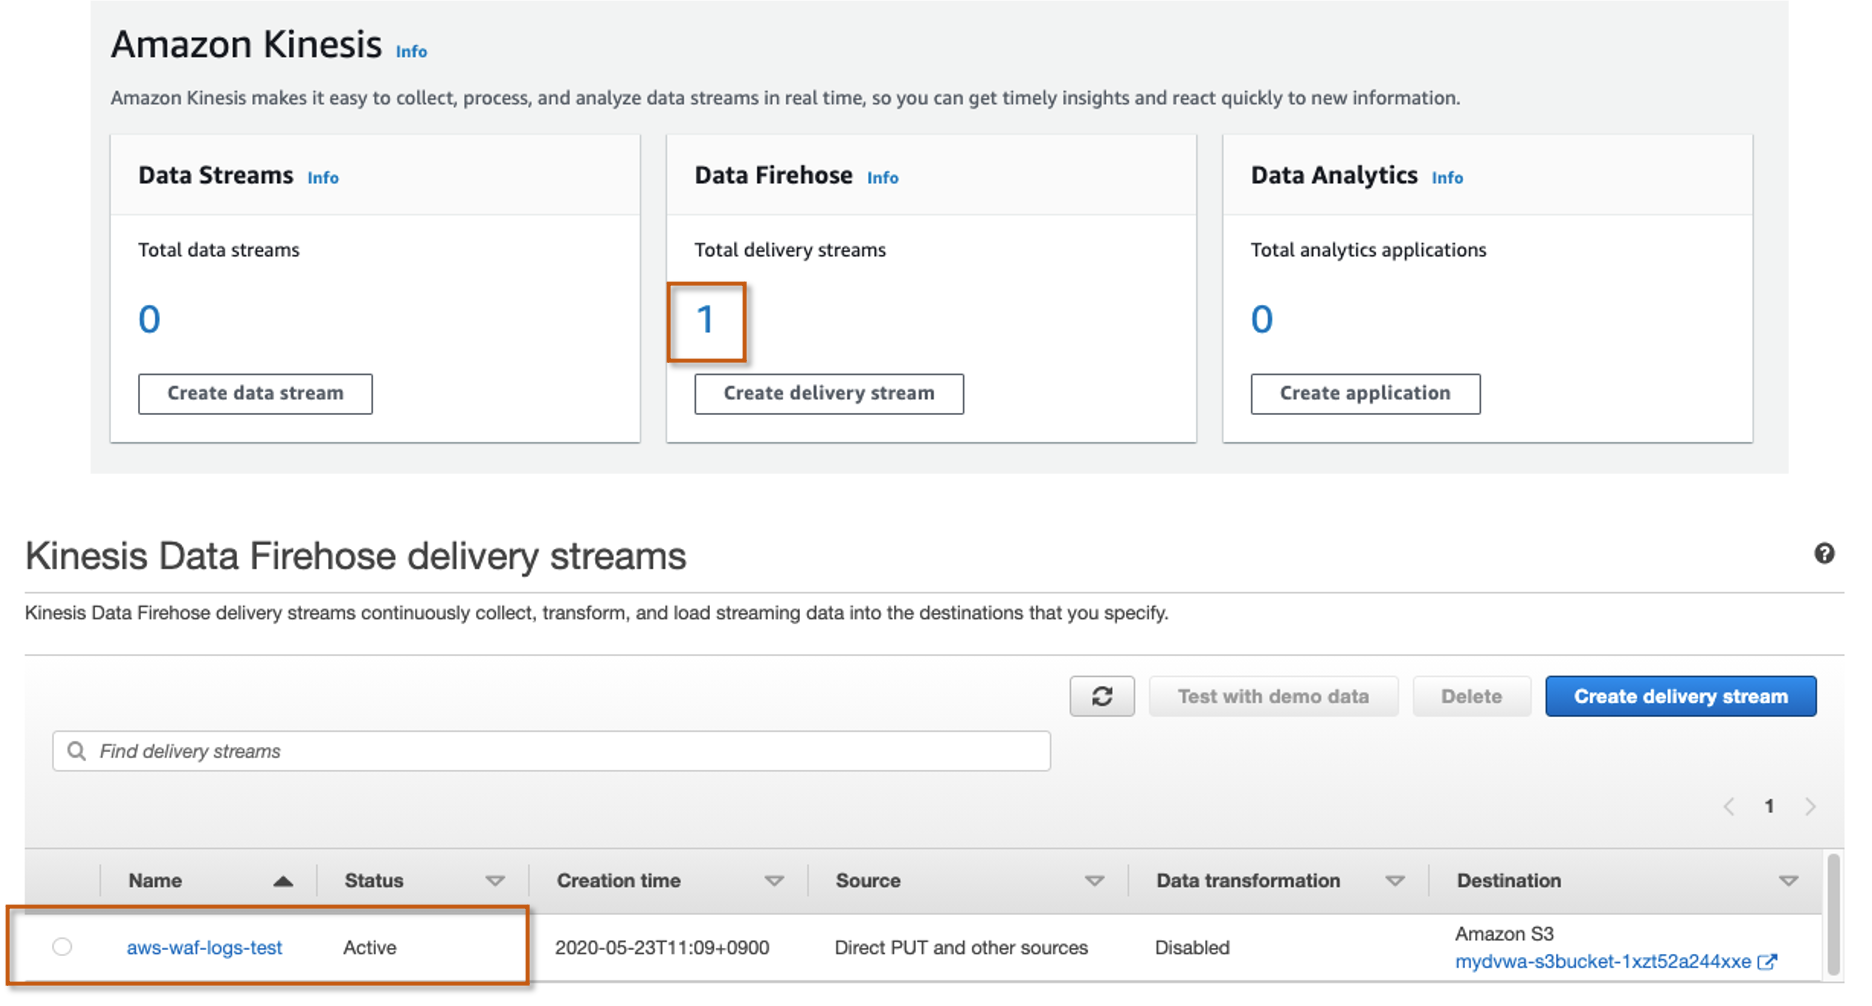 Amazon Kinesis Info
Amazon Kinesis makes it easy to collect, process, and analyze data streams in real time, so you can get timely insights and react quickly to new information.
Data Streams Info
Total data streams
0
Create data stream
Data Firehose Info
Total delivery streams
1
Create delivery stream
Data Analytics Info
Total analytics applications
0
Create application
Kinesis Data Firehose delivery streams
Kinesis Data Firehose delivery streams continuously collect, transform, and load streaming data into the destinations that you specify.
Test with demo data Delete Create delivery stream
Find delivery streams
1
Name Status Creation time Source Data transformation Destination
aws-waf-logs-test Active 2020-05-23T11:09+0900 Direct PUT and other sources Disabled Amazon S3
mydvwa-s3bucket-1xzt52a244xxe